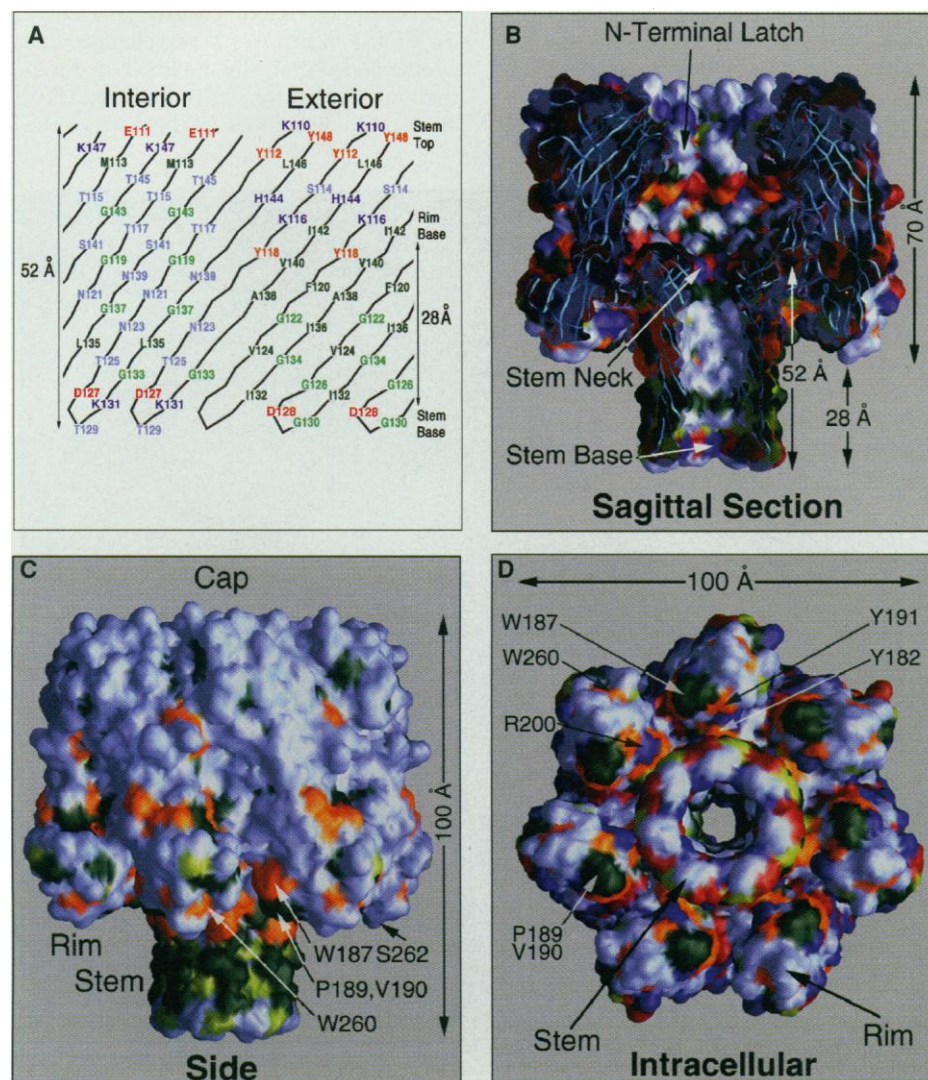 A
Interior Exterior
E111 E111 K110 K110 Stem
K147 K147 Y148 Y148 Top
M113 M113 Y112 Y112
L146 L146
T145 T145
T115 T115 S114 S114
G143 G143 H144 H144
T117 T117 K116 K116 Rim
S141 S141 I142 I142 Base
G119 G119 Y118 Y118
52 Å N139 N139 V140 V140
N121 N121 A138 F120 A138 F120
G137 G137 G122 G122 28 Å
N123 N123 I136 I136
L135 L135 V124 V124
T125 T125 G134 G134
G133 G133 G126 G126
D127 D127 I132 I132
K131 K131 D128 D128 Stem
T129 T129 G130 G130 Base
B
N-Terminal Latch
70 Å
Stem Neck
52 Å
28 Å
Stem Base
Sagittal Section
C
Cap
100 Å
Rim
Stem
W187 S262
P189,V190
W260
Side
D
100 Å
W187 Y191
W260 Y182
R200
P189
V190
Stem Rim
Intracellular